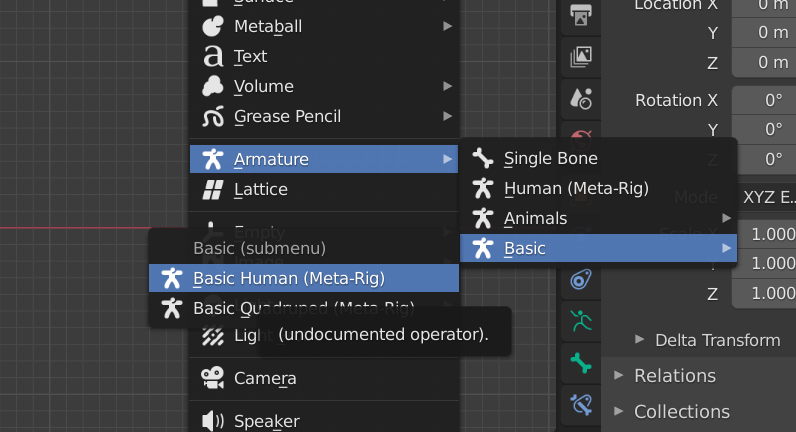 Surface
Metaball
Text
Volume
Grease Pencil
Armature
Lattice
Empty
Image
Basic (submenu)
Basic Human (Meta-Rig)
Basic Quadruped (Meta-Rig)
(undocumented operator).
Camera
Speaker
Single Bone
Human (Meta-Rig)
Animals
Basic
Location X
0 m
Y
0 m
Z
0 m
Rotation X
0°
Y
0°
Z
0°
Mode
XYZ E..
Scale X
1.000
Y
1.000
Z
1.000
Delta Transform
Relations
Collections